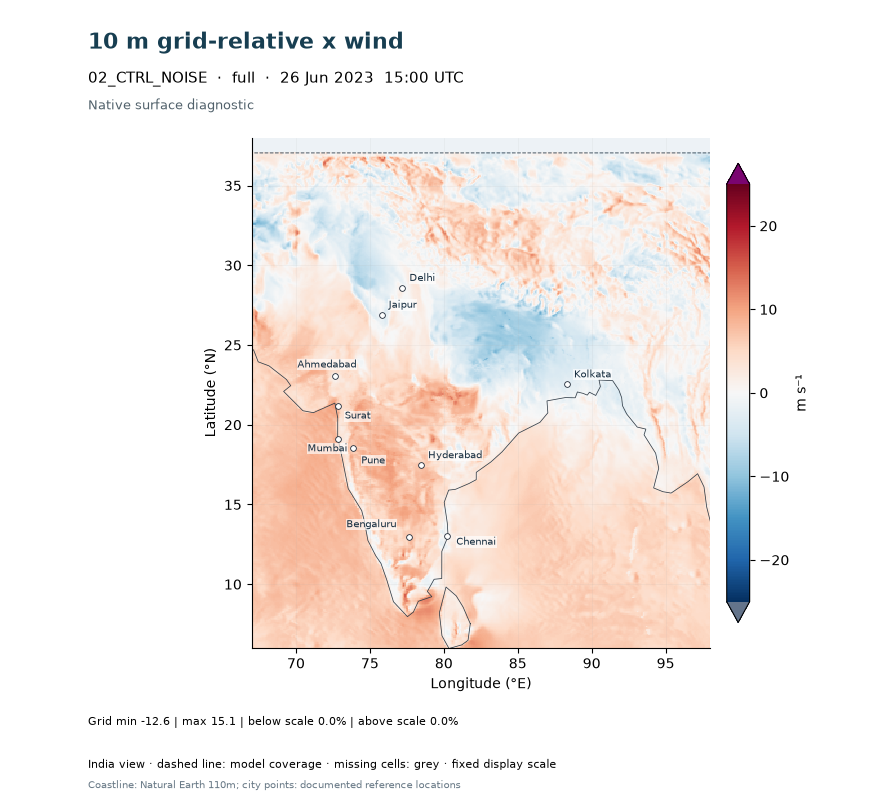 10 m grid-relative x wind
02_CTRL_NOISE · full · 26 Jun 2023 15:00 UTC
Native surface diagnostic
35
30
25
20
15
10
Latitude (°N)
Delhi
Jaipur
Ahmedabad
Kolkata
Surat
Mumbai
Pune
Hyderabad
Bengaluru
Chennai
70
75
80
85
90
95
Longitude (°E)
20
10
0
−10
−20
m s⁻¹
Grid min -12.6 | max 15.1 | below scale 0.0% | above scale 0.0%
India view · dashed line: model coverage · missing cells: grey · fixed display scale
Coastline: Natural Earth 110m; city points: documented reference locations